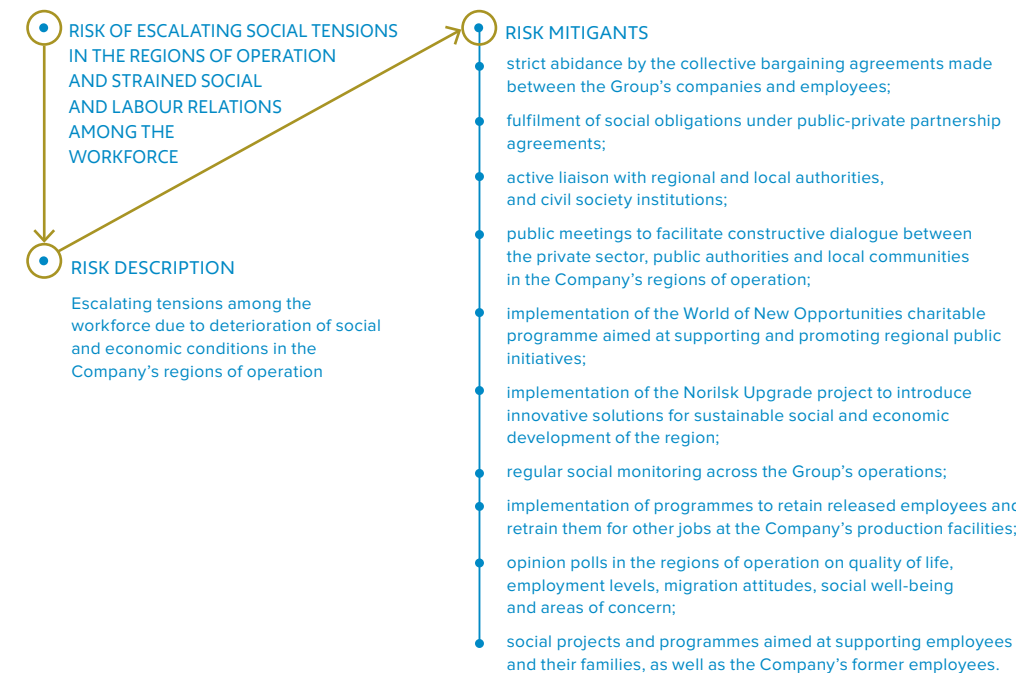 RISK OF ESCALATING SOCIAL TENSIONS
IN THE REGIONS OF OPERATION
AND STRAINED SOCIAL
AND LABOUR RELATIONS
AMONG THE
WORKFORCE
RISK DESCRIPTION
Escalating tensions among the
workforce due to deterioration of social
and economic conditions in the
Company’s regions of operation
RISK MITIGANTS
strict abidance by the collective bargaining agreements made
between the Group’s companies and employees;
fulfilment of social obligations under public-private partnership
agreements;
active liaison with regional and local authorities,
and civil society institutions;
public meetings to facilitate constructive dialogue between
the private sector, public authorities and local communities
in the Company’s regions of operation;
implementation of the World of New Opportunities charitable
programme aimed at supporting and promoting regional public
initiatives;
implementation of the Norilsk Upgrade project to introduce
innovative solutions for sustainable social and economic
development of the region;
regular social monitoring across the Group’s operations;
implementation of programmes to retain released employees and
retrain them for other jobs at the Company’s production facilities;
opinion polls in the regions of operation on quality of life,
employment levels, migration attitudes, social well-being
and areas of concern;
social projects and programmes aimed at supporting employees
and their families, as well as the Company’s former employees.